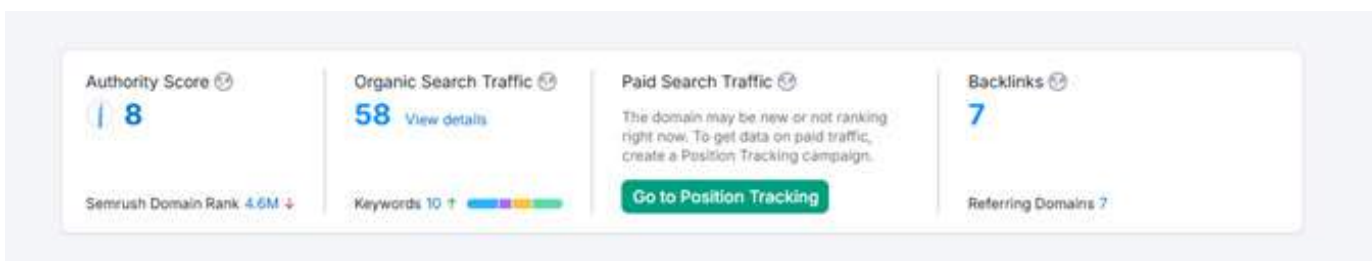 Authority Score
8
Semrush Domain Rank 4.6M ↓
Organic Search Traffic
58 View details
Keywords 10 ↑
Paid Search Traffic
The domain may be new or not ranking
right now. To get data on paid traffic,
create a Position Tracking campaign.
Go to Position Tracking
Backlinks
7
Referring Domains 7